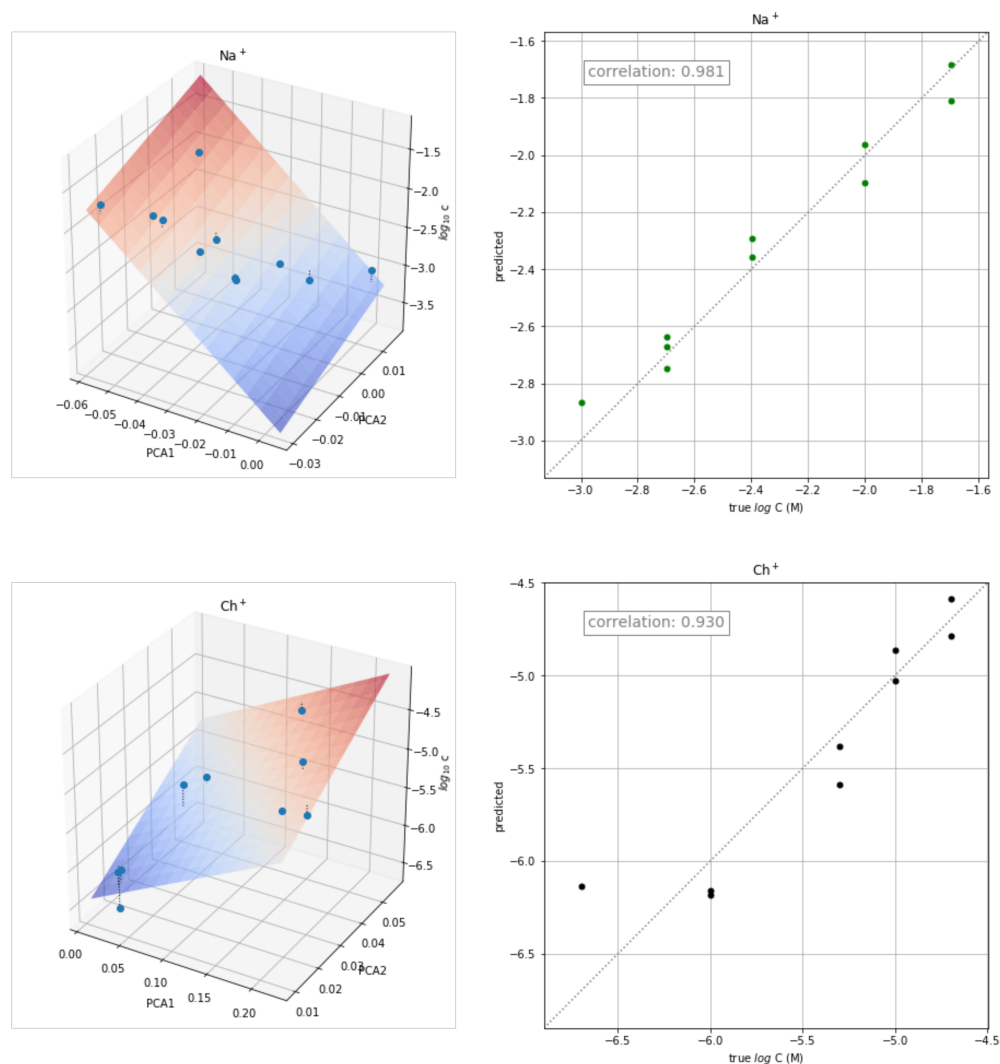 Na⁺
−1.5
−2.0
−2.5
−3.0
−3.5
log₁₀ c
0.01
0.00
−0.01
−0.02
−0.03
PCA2
−0.06
−0.05
−0.04
−0.03
−0.02
−0.01
0.00
PCA1
Na⁺
correlation: 0.981
−1.6
−1.8
−2.0
−2.2
−2.4
−2.6
−2.8
−3.0
predicted
−3.0 −2.8 −2.6 −2.4 −2.2 −2.0 −1.8 −1.6
true log C (M)
Ch⁺
−4.5
−5.0
−5.5
−6.0
−6.5
log₁₀ c
0.05
0.04
0.03
0.02
0.01
PCA2
0.00
0.05
0.10
0.15
0.20
PCA1
Ch⁺
correlation: 0.930
−4.5
−5.0
−5.5
−6.0
−6.5
predicted
−6.5 −6.0 −5.5 −5.0 −4.5
true log C (M)